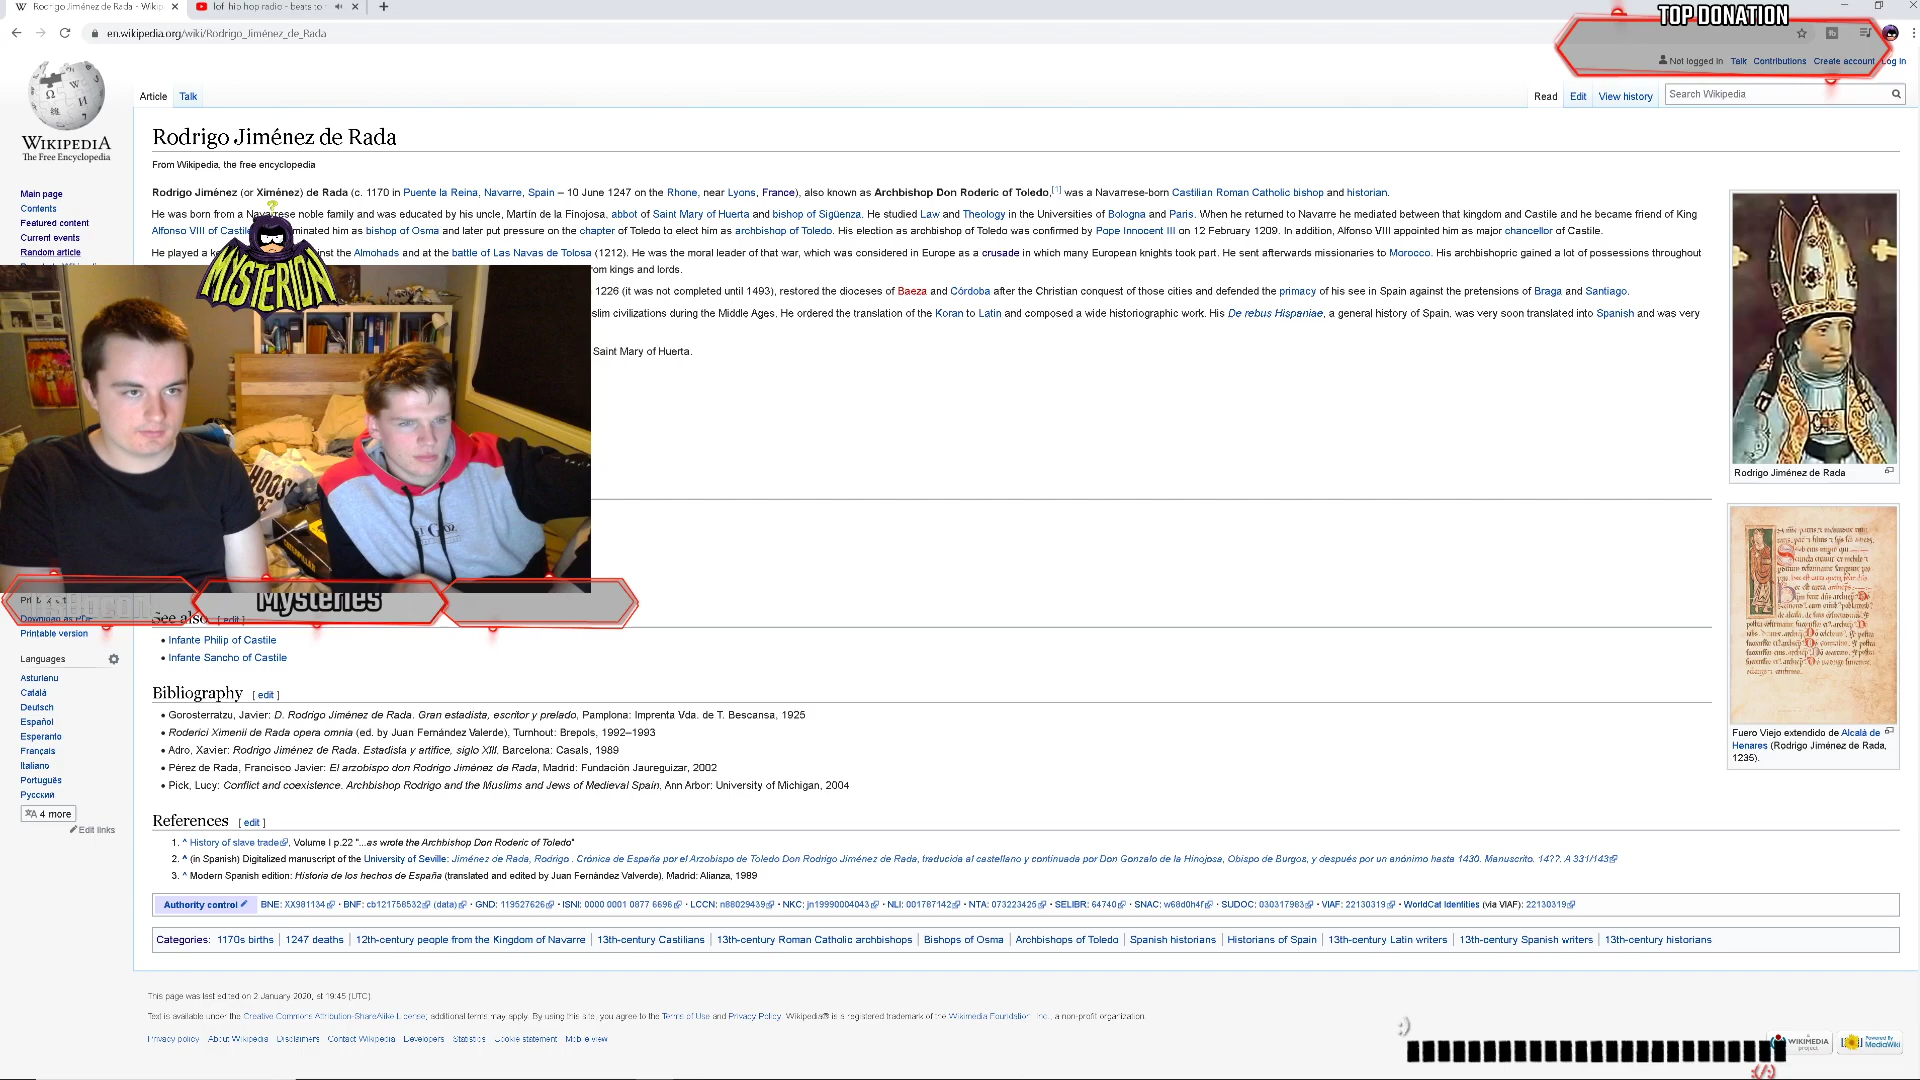 Rodrigo Jiménez de Rada - Wikip
lofi hip hop radio - beats to
TOP DONATION
en.wikipedia.org/wiki/Rodrigo_Jiménez_de_Rada
Not logged in Talk Contributions Create account Log in
Article Talk
Read Edit View history
Search Wikipedia
WIKIPEDIA
The Free Encyclopedia
Main page
Contents
Featured content
Current events
Random article
Rodrigo Jiménez de Rada
From Wikipedia, the free encyclopedia
Rodrigo Jiménez (or Ximénez) de Rada (c. 1170 in Puente la Reina, Navarre, Spain – 10 June 1247 on the Rhone, near Lyons, France), also known as Archbishop Don Roderic of Toledo,[1] was a Navarrese-born Castilian Roman Catholic bishop and historian.
He was born from a Navarrese noble family and was educated by his uncle, Martín de la Finojosa, abbot of Saint Mary of Huerta and bishop of Sigüenza. He studied Law and Theology in the Universities of Bologna and Paris. When he returned to Navarre he mediated between that kingdom and Castile and he became friend of King
Alfonso VIII of Castile minated him as bishop of Osma and later put pressure on the chapter of Toledo to elect him as archbishop of Toledo. His election as archbishop of Toledo was confirmed by Pope Innocent III on 12 February 1209. In addition, Alfonso VIII appointed him as major chancellor of Castile.
He played a inst the Almohads and at the battle of Las Navas de Tolosa (1212). He was the moral leader of that war, which was considered in Europe as a crusade in which many European knights took part. He sent afterwards missionaries to Morocco. His archbishopric gained a lot of possessions throughout
om kings and lords.
1226 (it was not completed until 1493), restored the dioceses of Baeza and Córdoba after the Christian conquest of those cities and defended the primacy of his see in Spain against the pretensions of Braga and Santiago.
slim civilizations during the Middle Ages. He ordered the translation of the Koran to Latin and composed a wide historiographic work. His De rebus Hispaniae, a general history of Spain, was very soon translated into Spanish and was very
Saint Mary of Huerta.
MYSTERION
CHOOSE
Mysteries
Rodrigo Jiménez de Rada
Fuero Viejo extendido de Alcalá de
Henares (Rodrigo Jiménez de Rada,
1235).
Download as PDF
Printable version
Languages
Asturianu
Català
Deutsch
Español
Esperanto
Français
Italiano
Português
Русский
4 more
Edit links
See also [ edit ]
Infante Philip of Castile
Infante Sancho of Castile
Bibliography [ edit ]
Gorosterratzu, Javier: D. Rodrigo Jiménez de Rada. Gran estadista, escritor y prelado, Pamplona: Imprenta Vda. de T. Bescansa, 1925
Roderici Ximenii de Rada opera omnia (ed. by Juan Fernández Valerde), Turnhout: Brepols, 1992–1993
Adro, Xavier: Rodrigo Jiménez de Rada. Estadista y artífice, siglo XIII. Barcelona: Casals, 1989
Pérez de Rada, Francisco Javier: El arzobispo don Rodrigo Jiménez de Rada, Madrid: Fundación Jaureguizar, 2002
Pick, Lucy: Conflict and coexistence. Archbishop Rodrigo and the Muslims and Jews of Medieval Spain, Ann Arbor: University of Michigan, 2004
References [ edit ]
1. ^ History of slave trade, Volume I p.22 "...as wrote the Archbishop Don Roderic of Toledo"
2. ^ (in Spanish) Digitalized manuscript of the University of Seville: Jiménez de Rada, Rodrigo . Crónica de España por el Arzobispo de Toledo Don Rodrigo Jiménez de Rada, traducida al castellano y continuada por Don Gonzalo de la Hinojosa, Obispo de Burgos, y después por un anónimo hasta 1430. Manuscrito. 14??. A 331/143
3. ^ Modern Spanish edition: Historia de los hechos de España (translated and edited by Juan Fernández Valverde), Madrid: Alianza, 1989
Authority control BNE: XX981134 · BNF: cb121758532 (data) · GND: 119527626 · ISNI: 0000 0001 0877 6696 · LCCN: n88029439 · NKC: jn19990004043 · NLI: 001787142 · NTA: 073223425 · SELIBR: 64740 · SNAC: w68d0h4f · SUDOC: 030317983 · VIAF: 22130319 · WorldCat Identities (via VIAF): 22130319
Categories: 1170s births | 1247 deaths | 12th-century people from the Kingdom of Navarre | 13th-century Castilians | 13th-century Roman Catholic archbishops | Bishops of Osma | Archbishops of Toledo | Spanish historians | Historians of Spain | 13th-century Latin writers | 13th-century Spanish writers | 13th-century historians
This page was last edited on 2 January 2020, at 19:45 (UTC)
Text is available under the Creative Commons Attribution-ShareAlike License; additional terms may apply. By using this site, you agree to the Terms of Use and Privacy Policy. Wikipedia® is a registered trademark of the Wikimedia Foundation, Inc., a non-profit organization.
Privacy policy About Wikipedia Disclaimers Contact Wikipedia Developers Statistics Cookie statement Mobile view
:)
A WIKIMEDIA project
Powered By MediaWiki